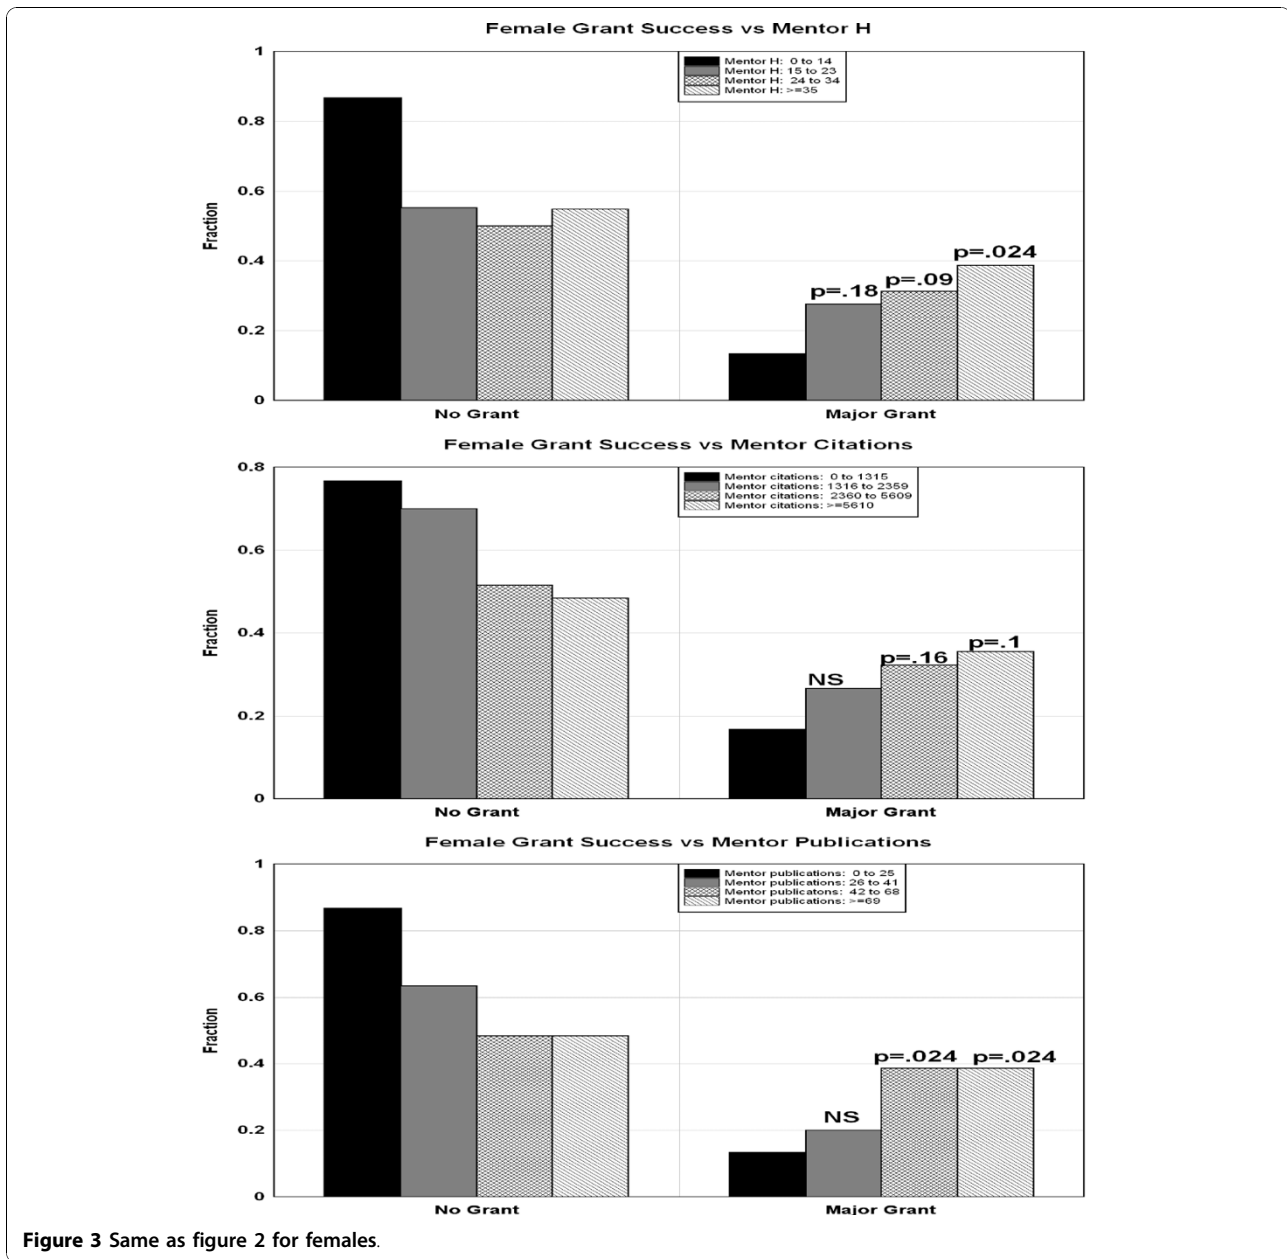 Female Grant Success vs Mentor H
1
Mentor H: 0 to 14
Mentor H: 15 to 23
Mentor H: 24 to 34
Mentor H: >=35
0.8
0.6
Fraction
p=.024
0.4
p=.18
p=.09
0.2
0
No Grant
Major Grant
Female Grant Success vs Mentor Citations
0.8
Mentor citations: 0 to 1315
Mentor citations: 1316 to 2359
Mentor citations: 2360 to 5609
Mentor citations: >=5610
0.6
Fraction
0.4
NS
p=.16
p=.1
0.2
0
No Grant
Major Grant
Female Grant Success vs Mentor Publications
1
Mentor publications: 0 to 25
Mentor publications: 26 to 41
Mentor publicatons: 42 to 68
Mentor publications: >=69
0.8
0.6
Fraction
0.4
NS
p=.024
p=.024
0.2
0
No Grant
Major Grant
Figure 3 Same as figure 2 for females.